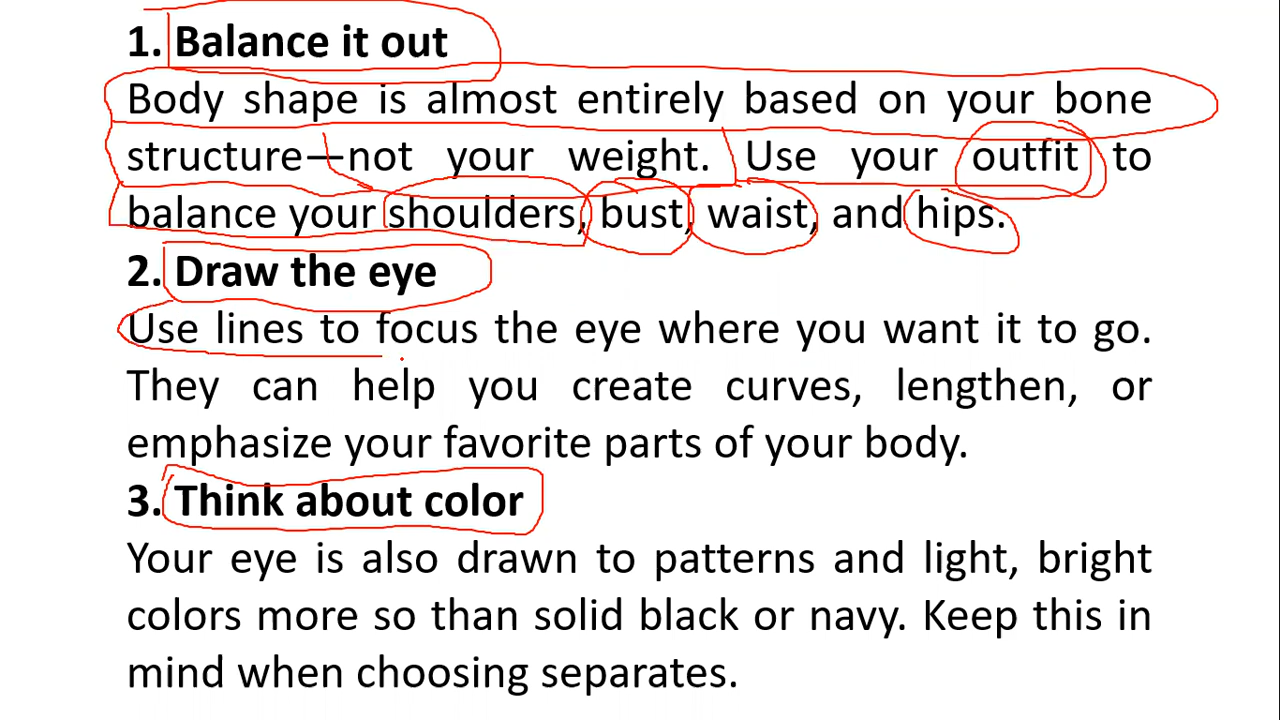 1. Balance it out
Body shape is almost entirely based on your bone
structure—not your weight. Use your outfit to
balance your shoulders, bust, waist, and hips.
2. Draw the eye
Use lines to focus the eye where you want it to go.
They can help you create curves, lengthen, or
emphasize your favorite parts of your body.
3. Think about color
Your eye is also drawn to patterns and light, bright
colors more so than solid black or navy. Keep this in
mind when choosing separates.